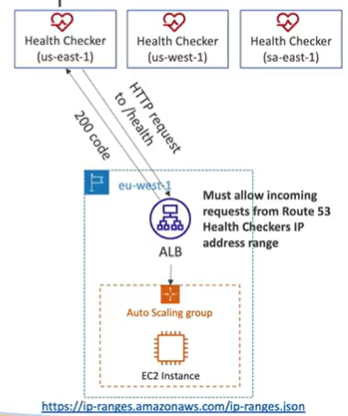 Health Checker
(us-east-1)
Health Checker
(us-west-1)
Health Checker
(sa-east-1)
HTTP request
to /health
200 code
eu-west-1
Must allow incoming
requests from Route 53
Health Checkers IP
address range
ALB
Auto Scaling group
EC2 Instance
https://ip-ranges.amazonaws.com/ip-ranges.json